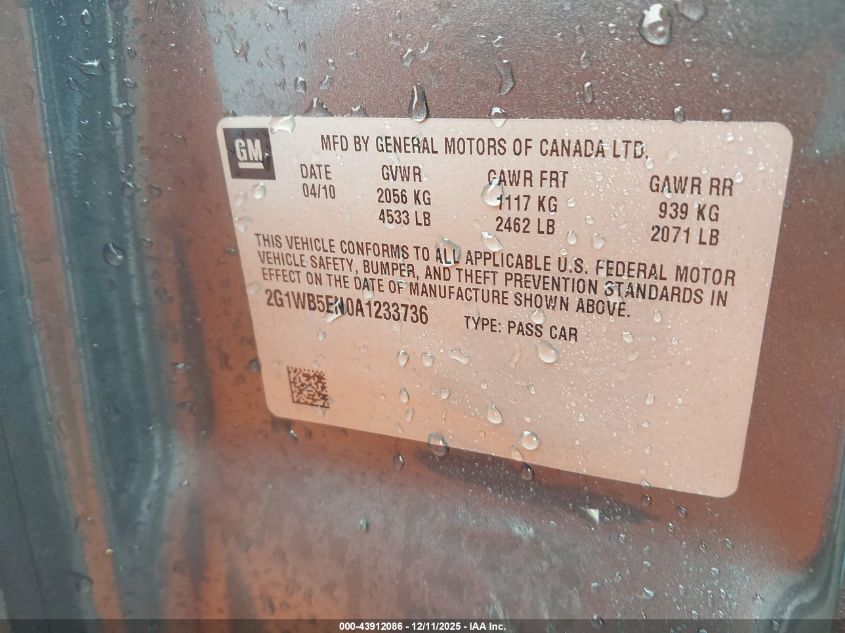 GM
MFD BY GENERAL MOTORS OF CANADA LTD
DATE GVWR GAWR FRT GAWR RR
04/10 2056 KG 1117 KG 939 KG
4533 LB 2462 LB 2071 LB
THIS VEHICLE CONFORMS TO ALL APPLICABLE U.S. FEDERAL MOTOR
VEHICLE SAFETY, BUMPER, AND THEFT PREVENTION STANDARDS IN
EFFECT ON THE DATE OF MANUFACTURE SHOWN ABOVE.
2G1WB5EN0A1233736 TYPE: PASS CAR
000-43912086 - 12/11/2025 - IAA Inc.